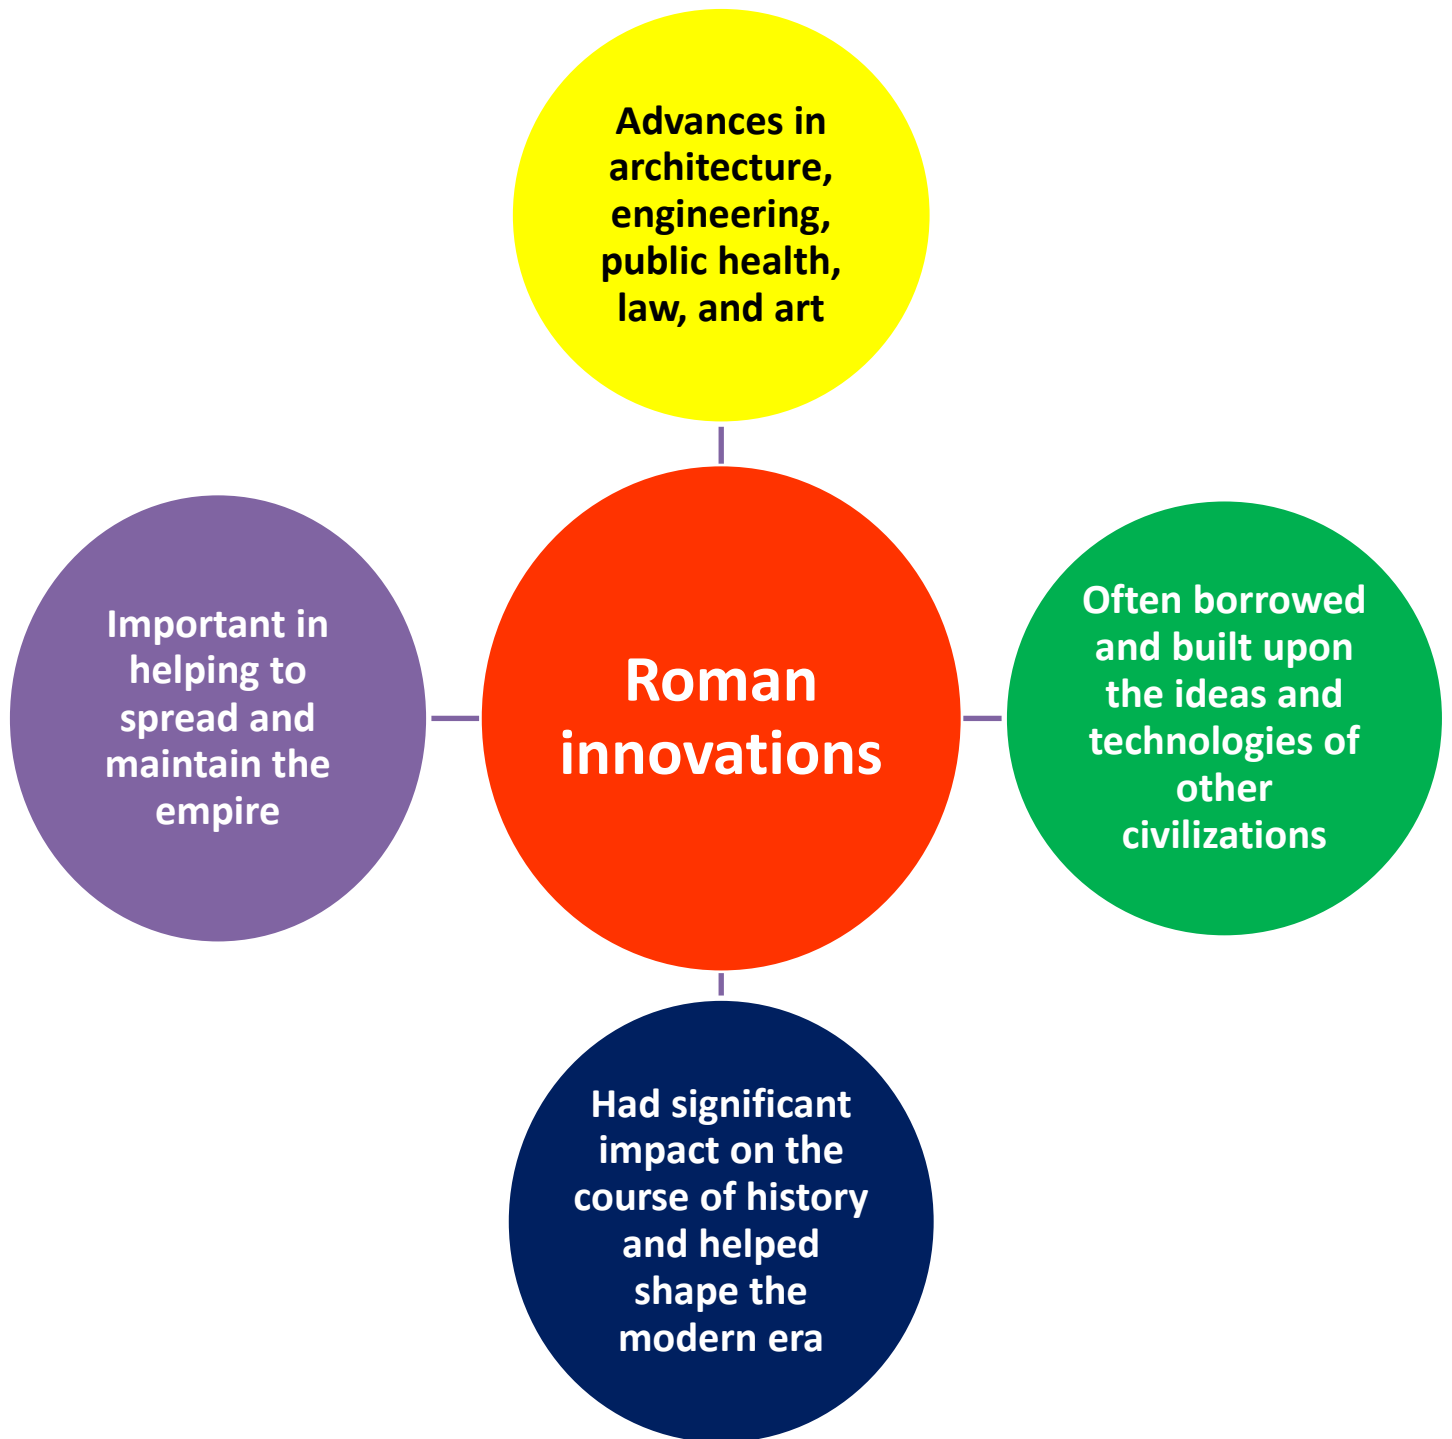 Advances in
architecture,
engineering,
public health,
law, and art
Important in
helping to
spread and
maintain the
empire
Roman
innovations
Often borrowed
and built upon
the ideas and
technologies of
other
civilizations
Had significant
impact on the
course of history
and helped
shape the
modern era